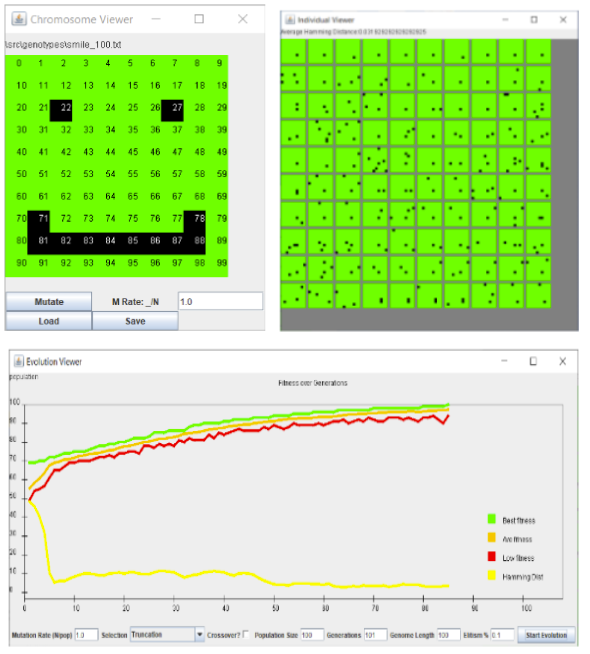 Chromosome Viewer
\src\genotypes\smile_100.txt
0 1 2 3 4 5 6 7 8 9
10 11 12 13 14 15 16 17 18 19
20 21 22 23 24 25 26 27 28 29
30 31 32 33 34 35 36 37 38 39
40 41 42 43 44 45 46 47 48 49
50 51 52 53 54 55 56 57 58 59
60 61 62 63 64 65 66 67 68 69
70 71 72 73 74 75 76 77 78 79
80 81 82 83 84 85 86 87 88 89
90 91 92 93 94 95 96 97 98 99
Mutate M Rate: _/N 1.0
Load Save
Individual Viewer
Average Hamming Distance
Evolution Viewer
population
Fitness over Generations
100
90
80
70
60
50
40
30
20
10
0
0 10 20 30 40 50 60 70 80 90 100
Best fitness
Ave fitness
Low fitness
Hamming Dist
Mutation Rate (N/pop) 1.0 Selection Truncation Crossover? Population Size 100 Generations 101 Genome Length 100 Elitism % 0.1 Start Evolution